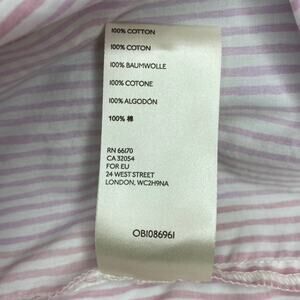 100% COTTON
100% COTON
100% BAUMWOLLE
100% COTONE
100% ALGODÓN
100% 棉
RN 66170
CA 32054
FOR EU
24 WEST STREET
LONDON, WC2H9NA
OB1086961